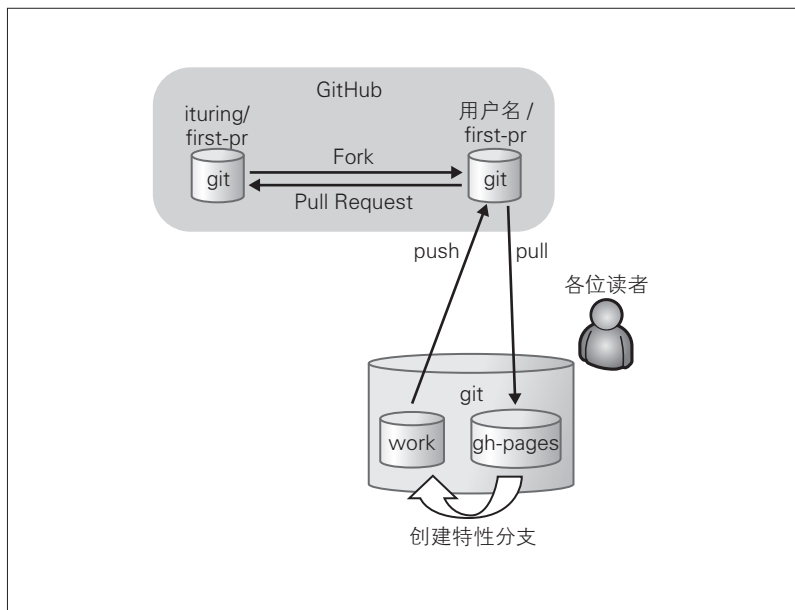 GitHub
ituring/
first-pr
用户名 /
first-pr
git
Fork
git
Pull Request
push
pull
各位读者
git
work
gh-pages
创建特性分支